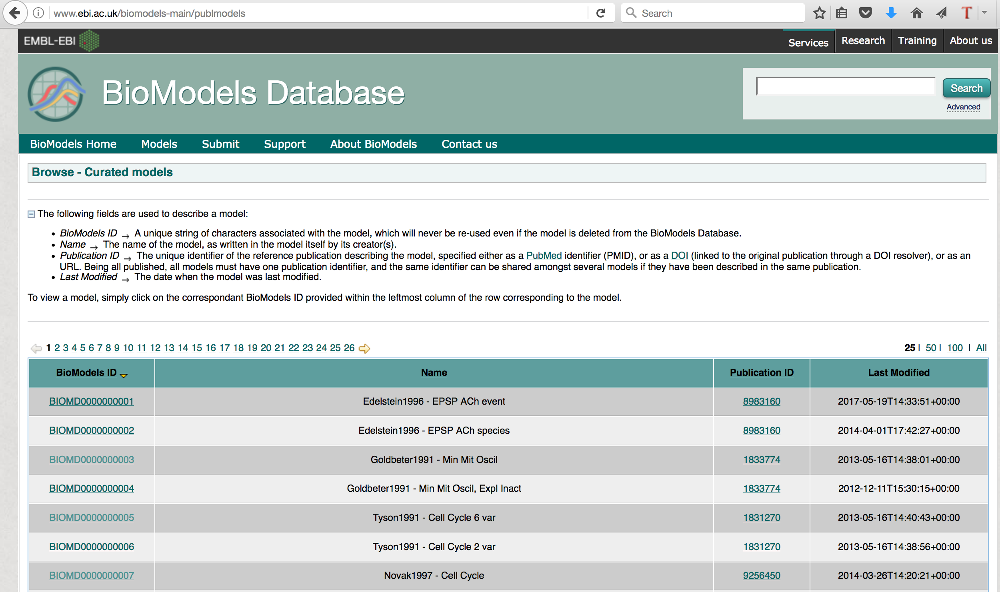 www.ebi.ac.uk/biomodels-main/publmodels
Search
T
EMBL-EBI
Services
Research
Training
About us
BioModels Database
Search
Advanced
BioModels Home
Models
Submit
Support
About BioModels
Contact us
Browse - Curated models
The following fields are used to describe a model:
• BioModels ID → A unique string of characters associated with the model, which will never be re-used even if the model is deleted from the BioModels Database.
• Name → The name of the model, as written in the model itself by its creator(s).
• Publication ID → The unique identifier of the reference publication describing the model, specified either as a PubMed identifier (PMID), or as a DOI (linked to the original publication through a DOI resolver), or as an
URL. Being all published, all models must have one publication identifier, and the same identifier can be shared amongst several models if they have been described in the same publication.
• Last Modified → The date when the model was last modified.
To view a model, simply click on the correspondant BioModels ID provided within the leftmost column of the row corresponding to the model.
1 2 3 4 5 6 7 8 9 10 11 12 13 14 15 16 17 18 19 20 21 22 23 24 25 26
25 | 50 | 100 | All
BioModels ID Name Publication ID Last Modified
BIOMD0000000001 Edelstein1996 - EPSP ACh event 8983160 2017-05-19T14:33:51+00:00
BIOMD0000000002 Edelstein1996 - EPSP ACh species 8983160 2014-04-01T17:42:27+00:00
BIOMD0000000003 Goldbeter1991 - Min Mit Oscil 1833774 2013-05-16T14:38:01+00:00
BIOMD0000000004 Goldbeter1991 - Min Mit Oscil, Expl Inact 1833774 2012-12-11T15:30:15+00:00
BIOMD0000000005 Tyson1991 - Cell Cycle 6 var 1831270 2013-05-16T14:40:43+00:00
BIOMD0000000006 Tyson1991 - Cell Cycle 2 var 1831270 2013-05-16T14:38:56+00:00
BIOMD0000000007 Novak1997 - Cell Cycle 9256450 2014-03-26T14:20:21+00:00